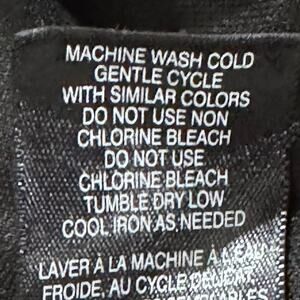 MACHINE WASH COLD
GENTLE CYCLE
WITH SIMILAR COLORS
DO NOT USE NON
CHLORINE BLEACH
DO NOT USE
CHLORINE BLEACH
TUMBLE DRY LOW
COOL IRON AS NEEDED
LAVER À LA MACHINE À L'EAU
FROIDE, AU CYCLE DÉLICAT